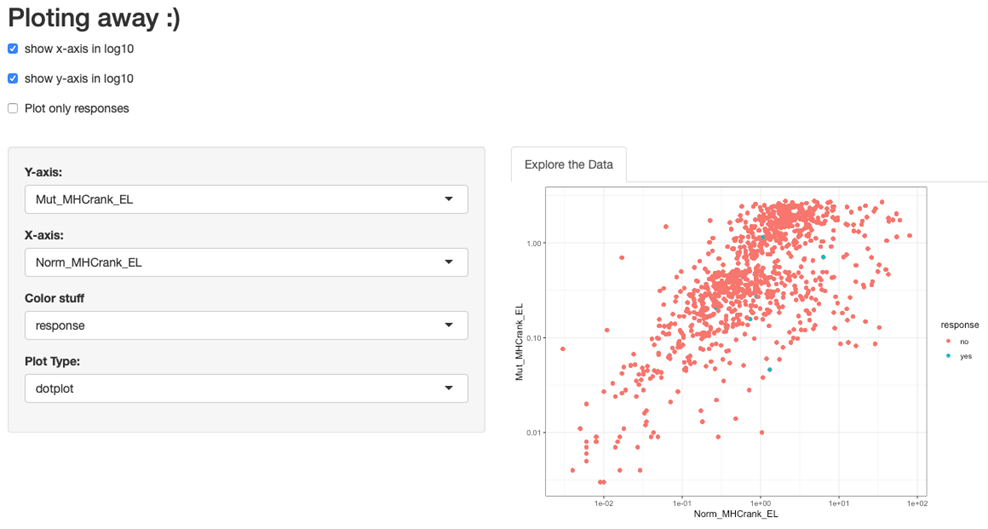 Ploting away :)
show x-axis in log10
show y-axis in log10
Plot only responses
Y-axis:
Mut_MHCrank_EL
X-axis:
Norm_MHCrank_EL
Color stuff
response
Plot Type:
dotplot
Explore the Data
Mut_MHCrank_EL
1.00
0.10
0.01
1e-02
1e-01
1e+00
1e+01
1e+02
Norm_MHCrank_EL
response
no
yes